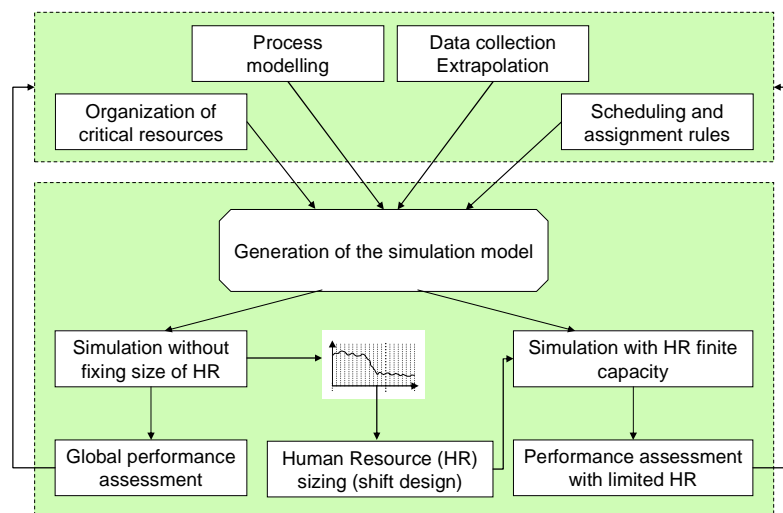 Process
modelling
Data collection
Extrapolation
Organization of
critical resources
Scheduling and
assignment rules
Generation of the simulation model
Simulation without
fixing size of HR
Simulation with HR finite
capacity
Global performance
assessment
Human Resource (HR)
sizing (shift design)
Performance assessment
with limited HR